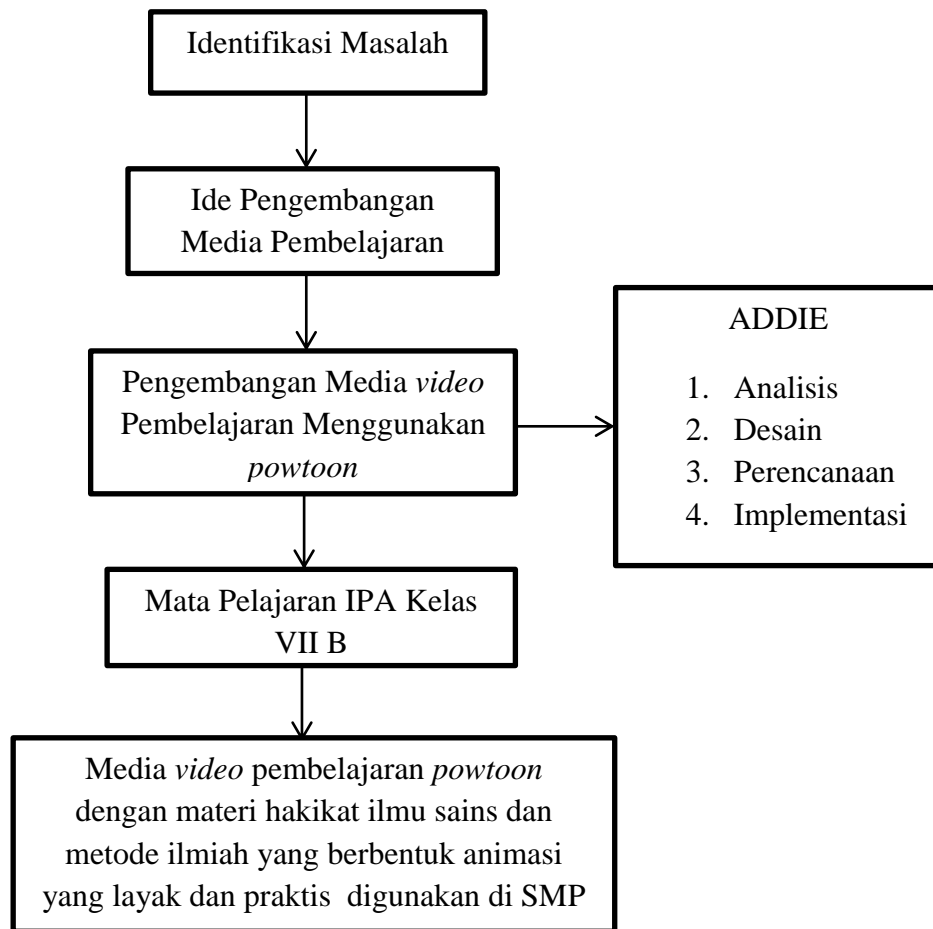 Identifikasi Masalah
Ide Pengembangan
Media Pembelajaran
Pengembangan Media video
Pembelajaran Menggunakan
powtoon
ADDIE
1. Analisis
2. Desain
3. Perencanaan
4. Implementasi
Mata Pelajaran IPA Kelas
VII B
Media video pembelajaran powtoon
dengan materi hakikat ilmu sains dan
metode ilmiah yang berbentuk animasi
yang layak dan praktis digunakan di SMP